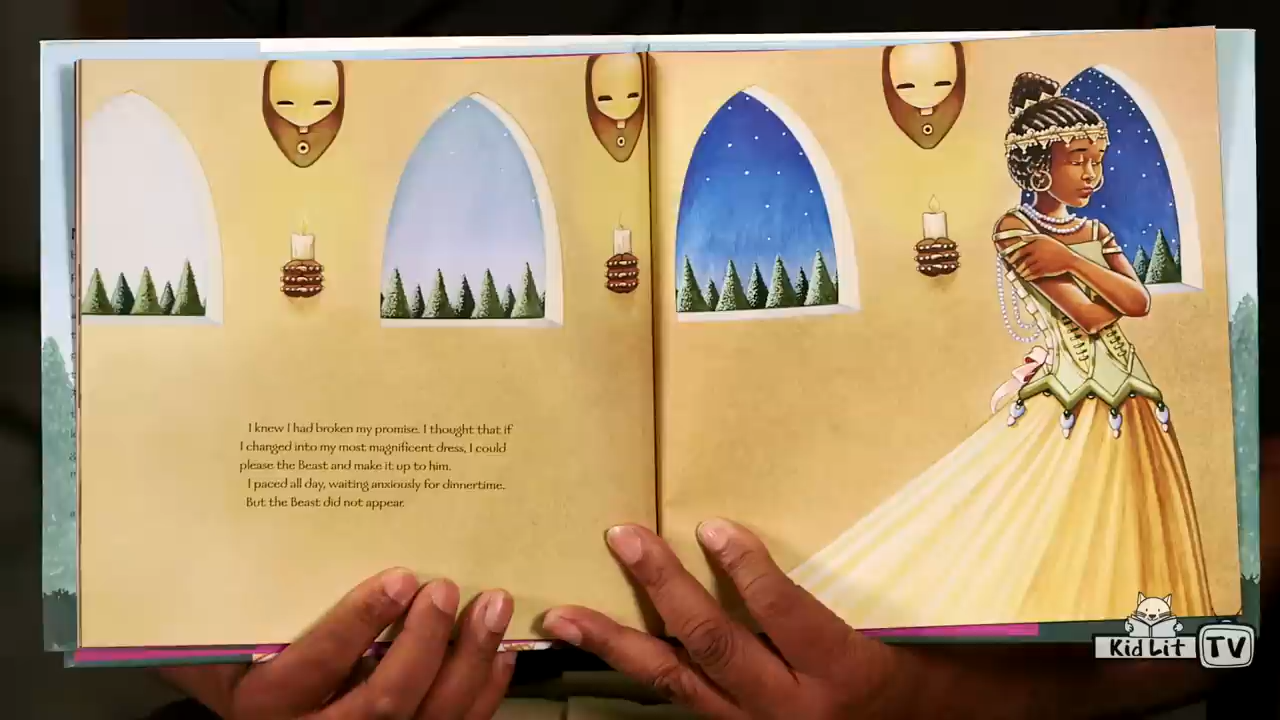 I knew I had broken my promise. I thought that if
I changed into my most magnificent dress, I could
please the Beast and make it up to him.
I paced all day, waiting anxiously for dinnertime.
But the Beast did not appear.
Kid Lit TV